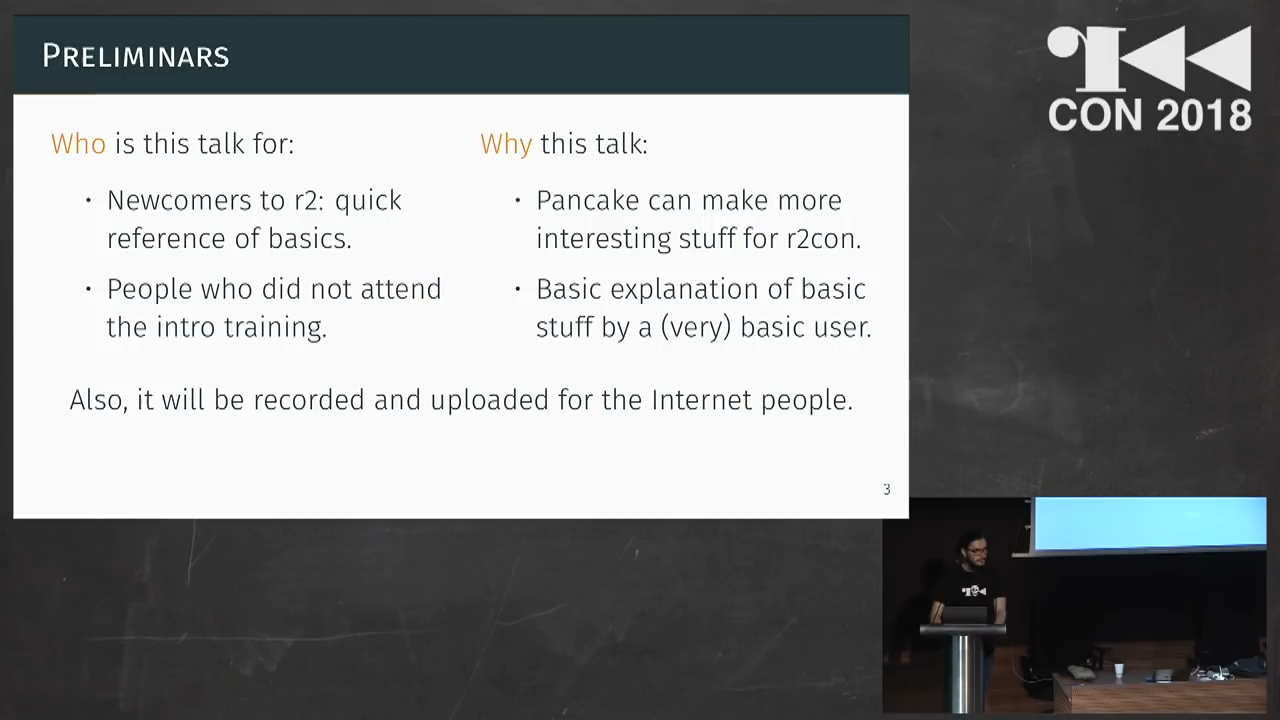 PRELIMINARS
Who is this talk for:
• Newcomers to r2: quick
reference of basics.
• People who did not attend
the intro training.
Why this talk:
• Pancake can make more
interesting stuff for r2con.
• Basic explanation of basic
stuff by a (very) basic user.
Also, it will be recorded and uploaded for the Internet people.
3
CON 2018